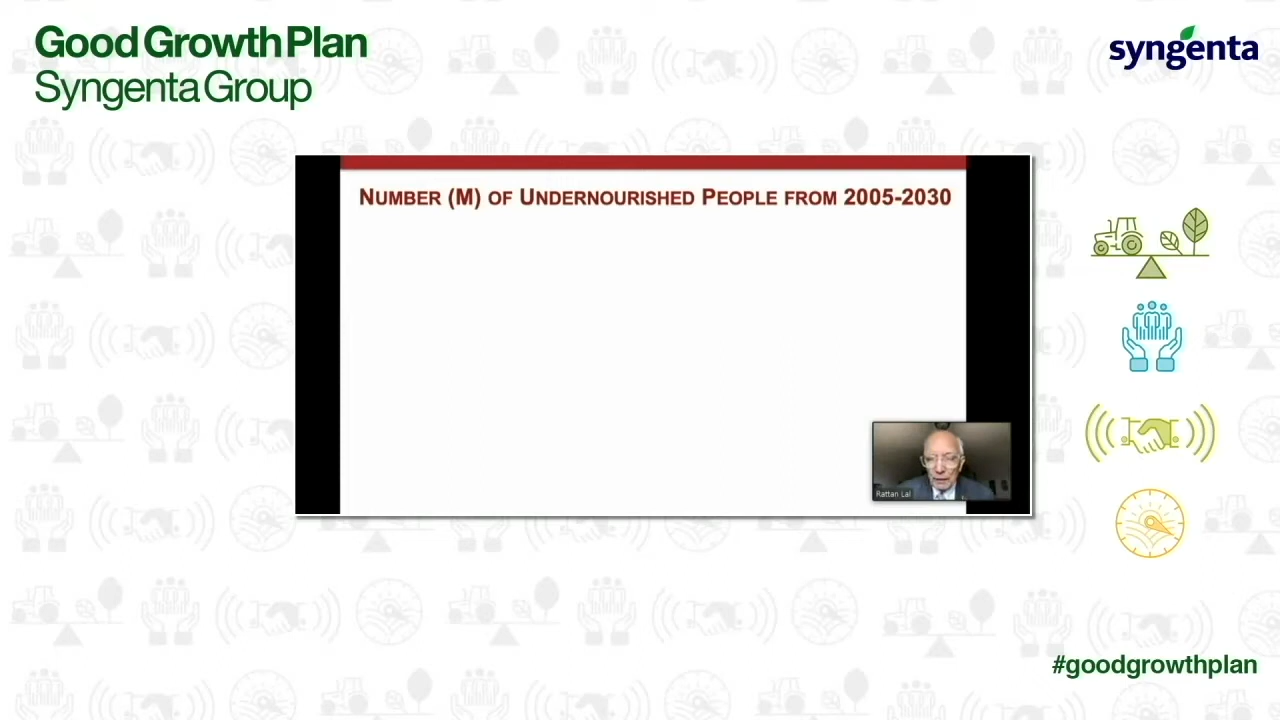 Good Growth Plan
Syngenta Group
syngenta
NUMBER (M) OF UNDERNOURISHED PEOPLE FROM 2005-2030
Rattan Lal
#goodgrowthplan